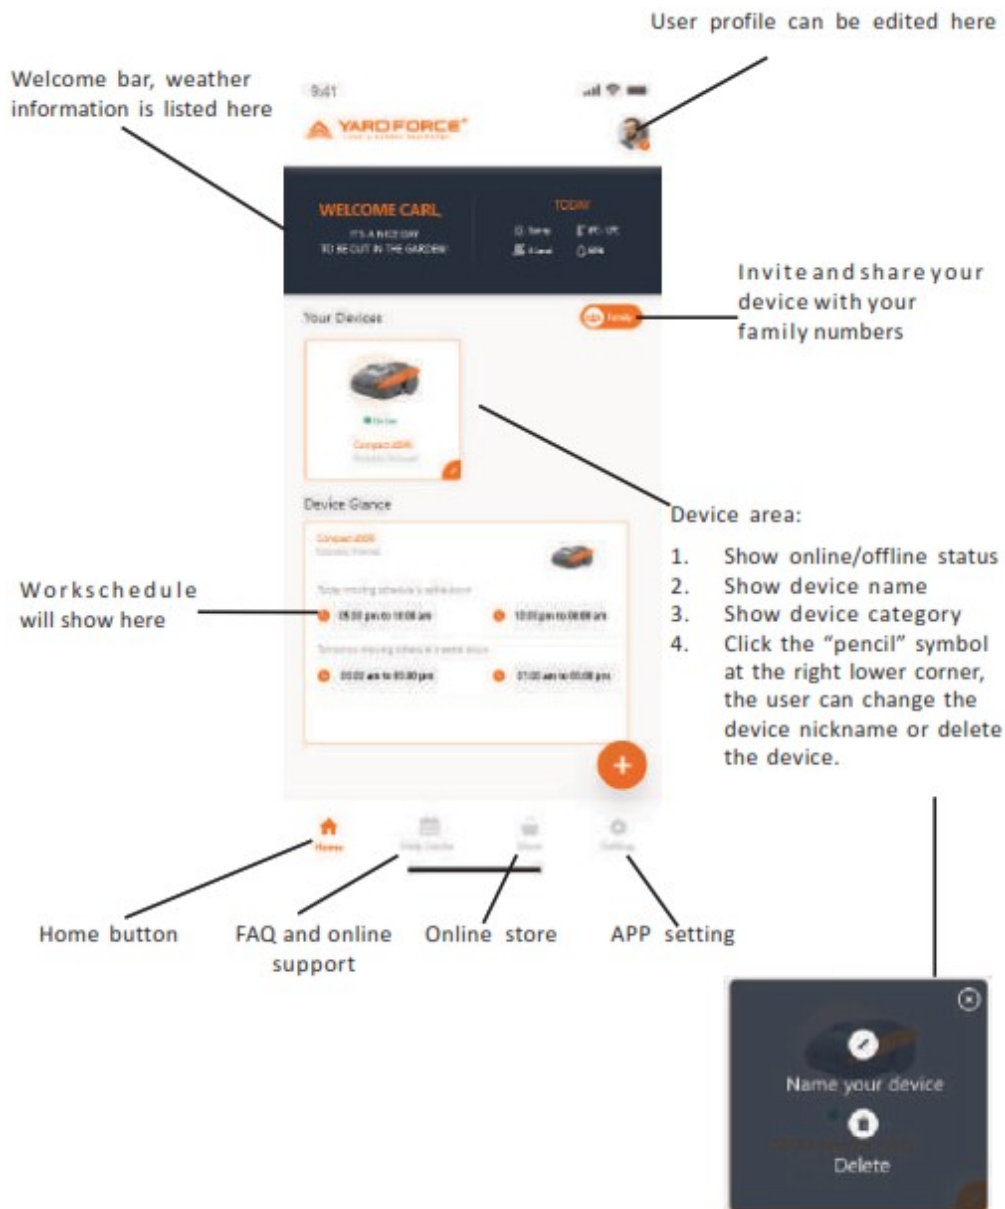 User profile can be edited here
Welcome bar, weather
information is listed here
9:41
YARD FORCE®
WELCOME CARL,
IT'S A NICE DAY
TO BE OUT IN THE GARDEN!
TODAY
Sunny
Invite and share your
device with your
family numbers
Your Devices
Family
Device Glance
Device area:
1. Show online/offline status
2. Show device name
3. Show device category
4. Click the “pencil” symbol
at the right lower corner,
the user can change the
device nickname or delete
the device.
Workschedule
will show here
Home
Home button
FAQ and online
support
Online store
APP setting
Name your device
Delete